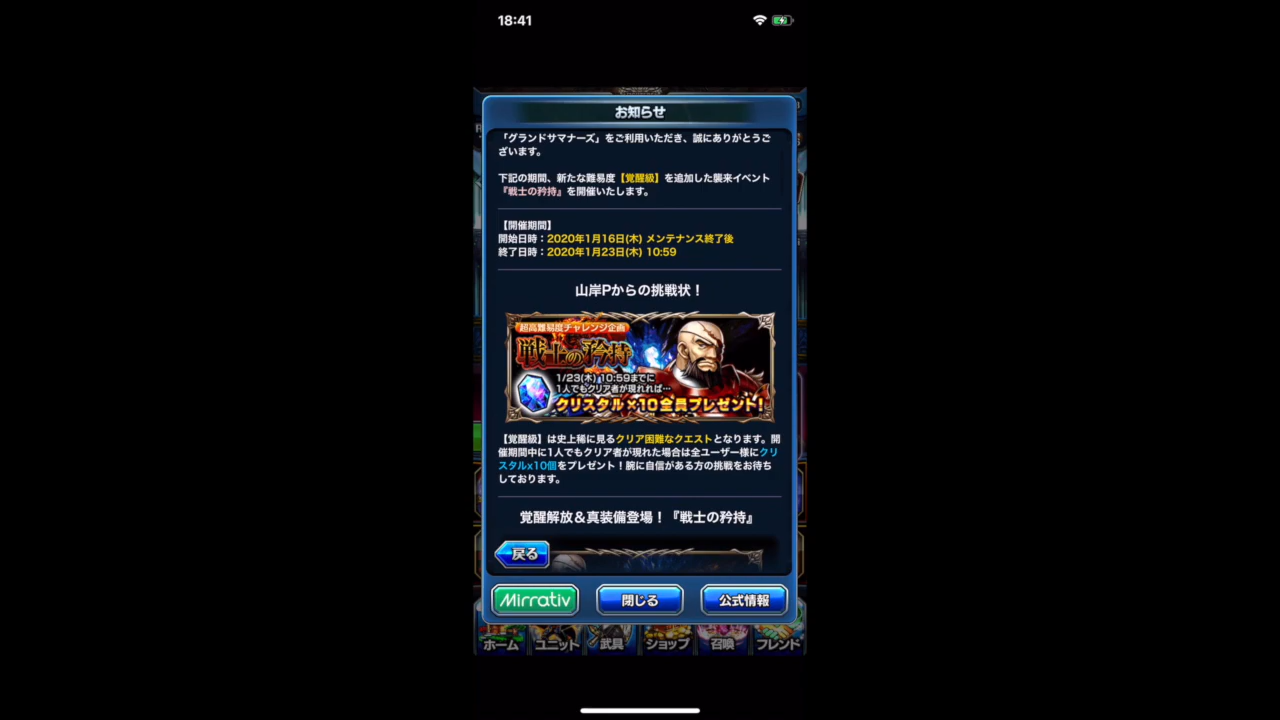 18:41
お知らせ
「グランドサマナーズ」をご利用いただき、誠にありがとうご
ざいます。
下記の期間、新たな難易度【覚醒級】を追加した襲来イベント
『戦士の矜持』を開催いたします。
【開催期間】
開始日時：2020年1月16日(木) メンテナンス終了後
終了日時：2020年1月23日(木) 10:59
山岸Pからの挑戦状！
超高難易度チャレンジ企画
戦士の矜持
1/23(木) 10:59までに
1人でもクリア者が現れれば…
クリスタル×10全員プレゼント!
【覚醒級】は史上稀に見るクリア困難なクエストとなります。開
催期間中に1人でもクリア者が現れた場合は全ユーザー様にクリ
スタルx10個をプレゼント！腕に自信がある方の挑戦をお待ち
しております。
覚醒解放＆真装備登場！『戦士の矜持』
戻る
Mirrativ 閉じる 公式情報
ホーム ユニット 武具 ショップ 召喚 フレンド